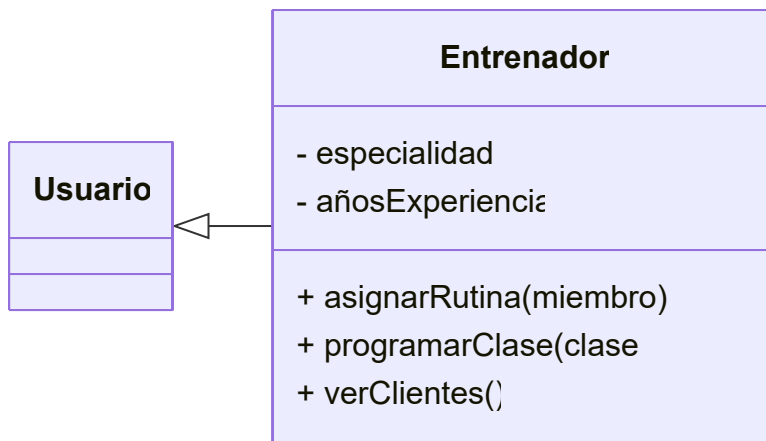 Entrenador
- especialidad
- añosExperiencia
Usuario
+ asignarRutina(miembro)
+ programarClase(clase
+ verClientes()